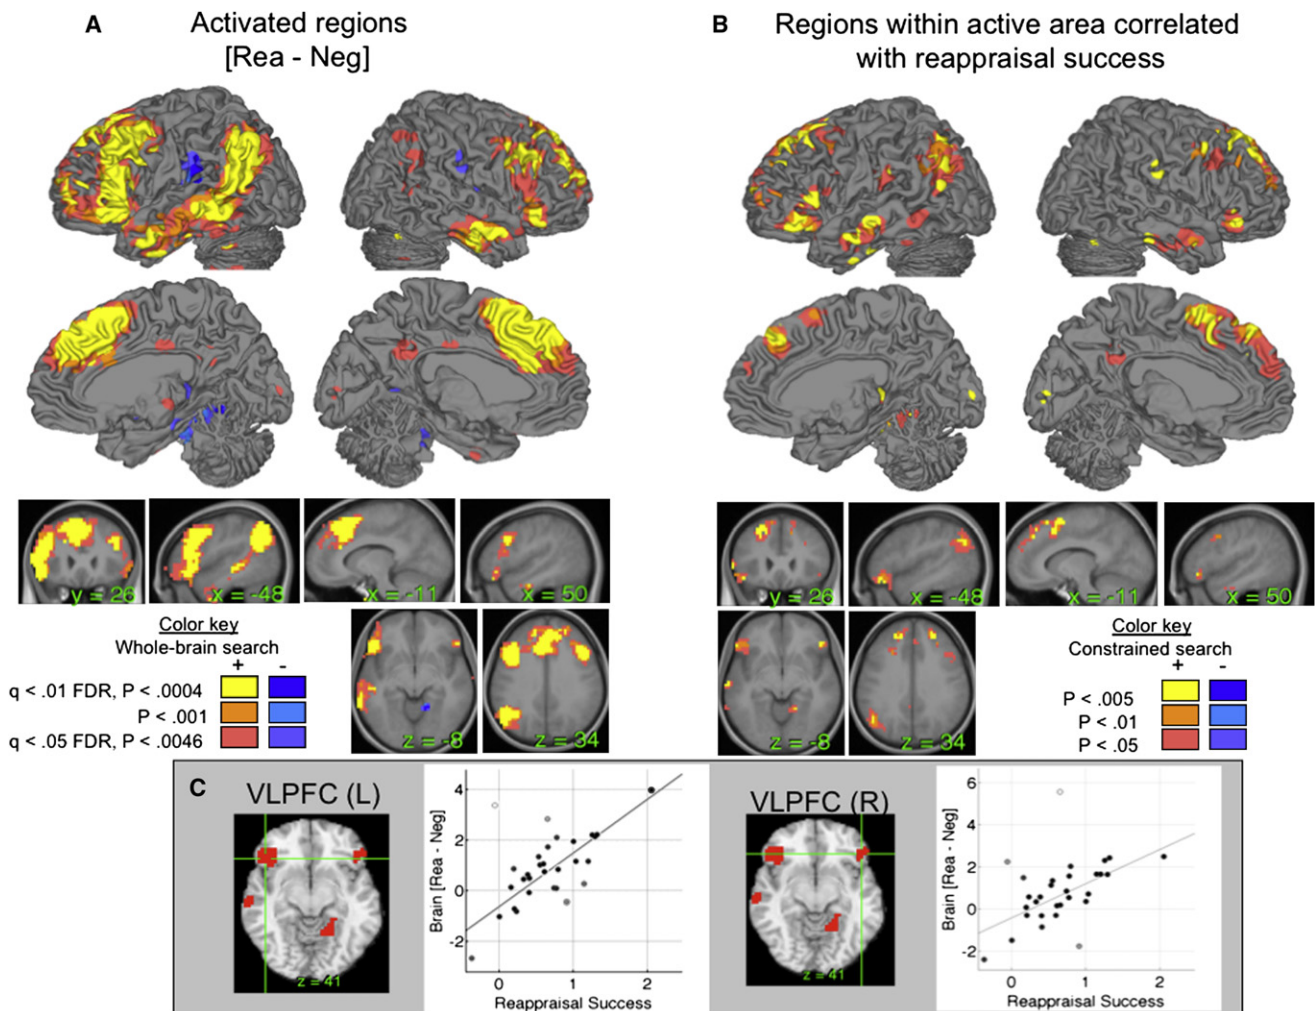 A
Activated regions
[Rea - Neg]
B
Regions within active area correlated
with reappraisal success
y = 26
x = -48
x = -11
x = 50
y = 26
x = -48
x = -11
x = 50
Color key
Whole-brain search
+ -
q < .01 FDR, P < .0004
P < .001
q < .05 FDR, P < .0046
z = -8
z = 34
z = -8
z = 34
Color key
Constrained search
+ -
P < .005
P < .01
P < .05
C
VLPFC (L)
z = 41
Brain [Rea - Neg]
4
2
0
-2
0 1 2
Reappraisal Success
VLPFC (R)
z = 41
Brain [Rea - Neg]
6
4
2
0
-2
0 1 2
Reappraisal Success